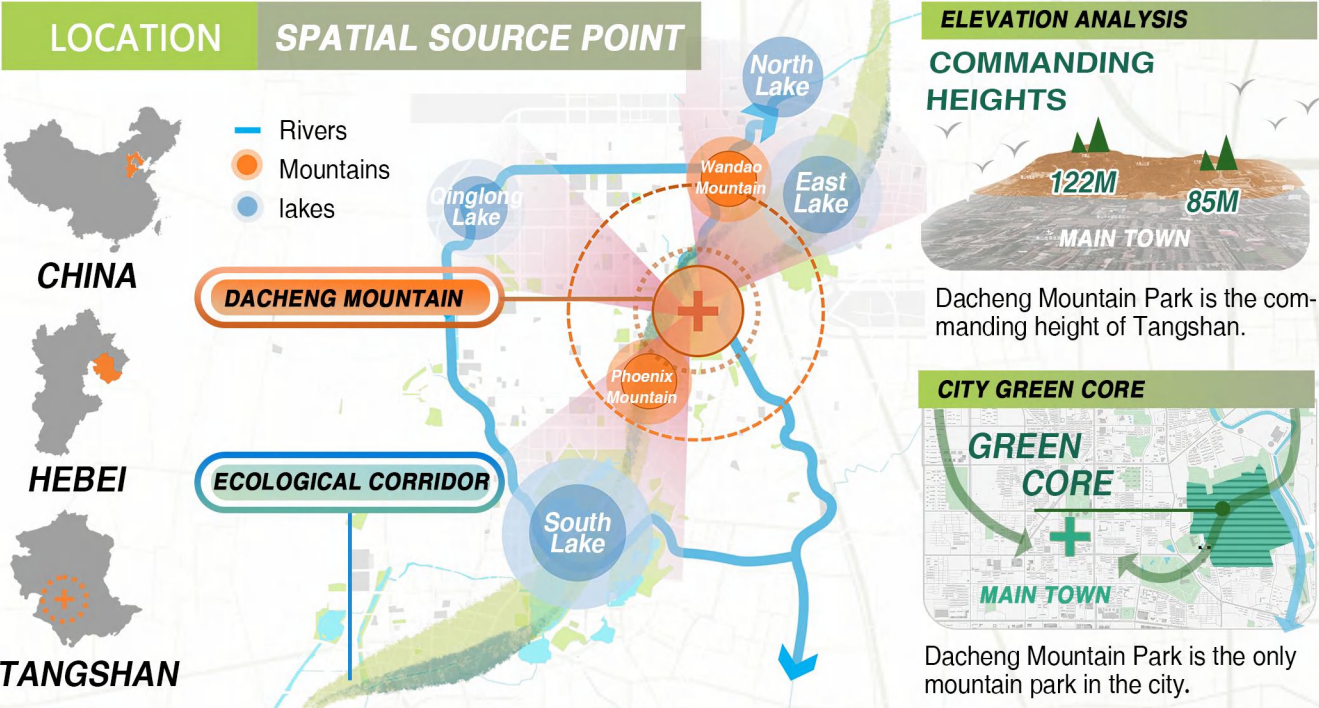 LOCATION
SPATIAL SOURCE POINT
CHINA
HEBEI
TANGSHAN
Rivers
Mountains
lakes
North
Lake
Wandao
Mountain
East
Lake
Qinglong
Lake
DACHENG MOUNTAIN
Phoenix
Mountain
ECOLOGICAL CORRIDOR
South
Lake
ELEVATION ANALYSIS
COMMANDING
HEIGHTS
122M
85M
MAIN TOWN
Dacheng Mountain Park is the com-
manding height of Tangshan.
CITY GREEN CORE
GREEN
CORE
MAIN TOWN
Dacheng Mountain Park is the only
mountain park in the city.